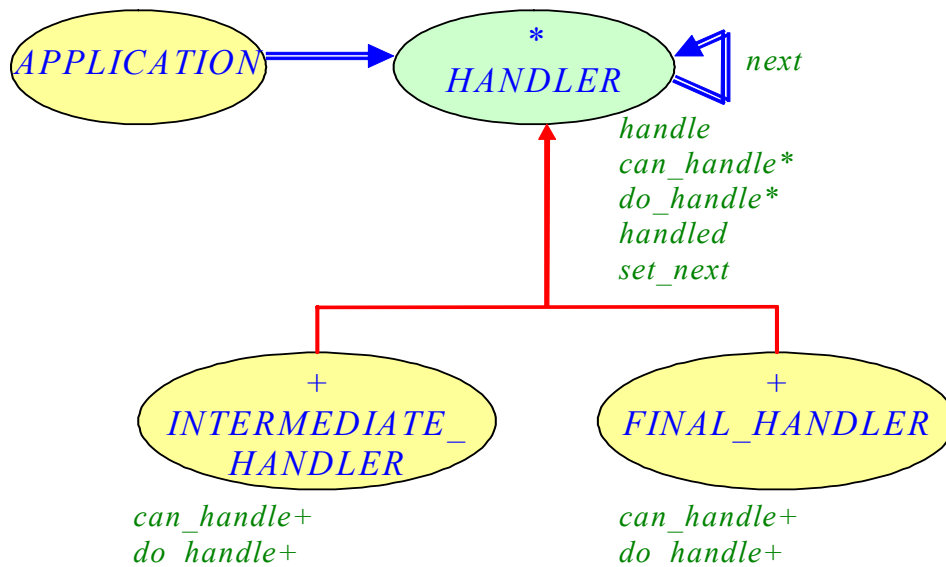 APPLICATION
*
HANDLER
next
handle
can_handle*
do_handle*
handled
set_next
+
INTERMEDIATE_
HANDLER
can_handle+
do_handle+
+
FINAL_HANDLER
can_handle+
do_handle+